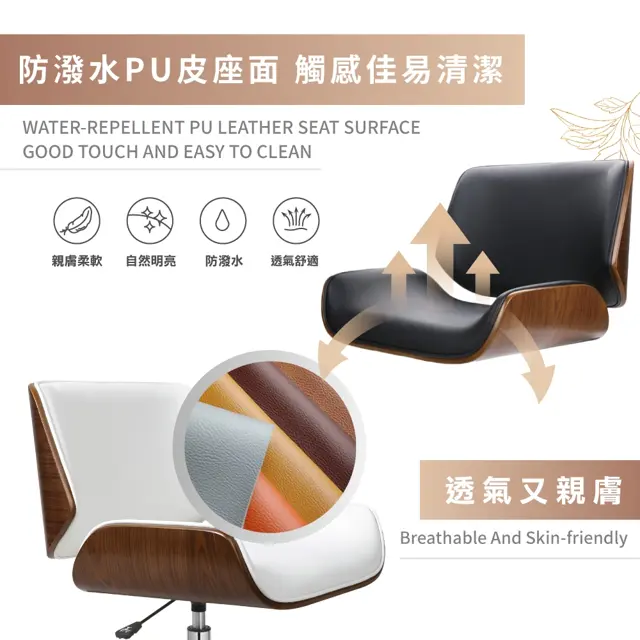 防潑水PU皮座面 觸感佳易清潔
WATER-REPELLENT PU LEATHER SEAT SURFACE
GOOD TOUCH AND EASY TO CLEAN
親膚柔軟 自然明亮 防潑水 透氣舒適
透氣又親膚
Breathable And Skin-friendly